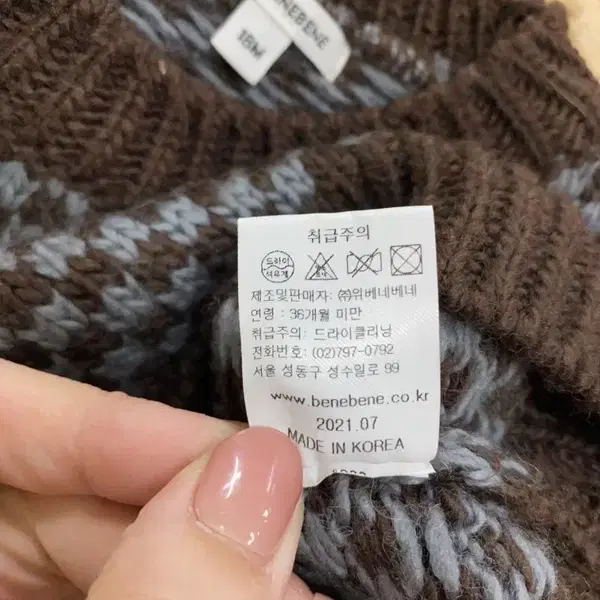 BENEBENE
18M
취급주의
드라이
석유계
제조및판매자: ㈜위베네베네
연령 : 36개월 미만
취급주의: 드라이클리닝
전화번호: (02)797-0792
서울 성동구 성수일로 99
www.benebene.co.kr
2021.07
MADE IN KOREA